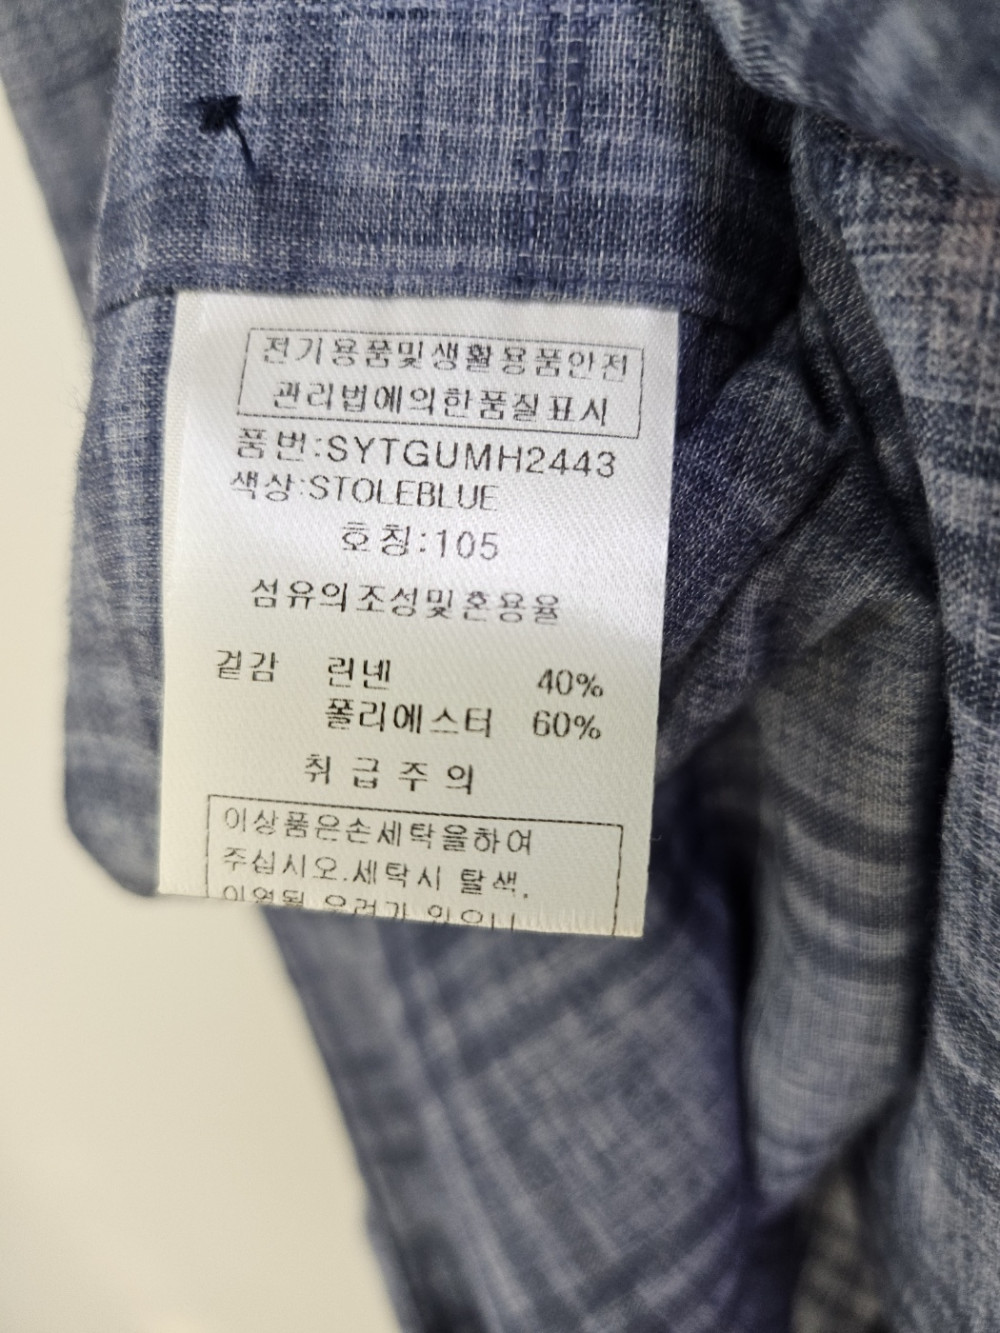 전기용품및생활용품안전
관리법에의한품질표시
품번:SYTGUMH2443
색상:STOLEBLUE
호칭:105
섬유의조성및혼용율
겉감 린넨 40%
폴리에스터 60%
취급주의
이상품은손세탁을하여
주십시오.세탁시 탈색,